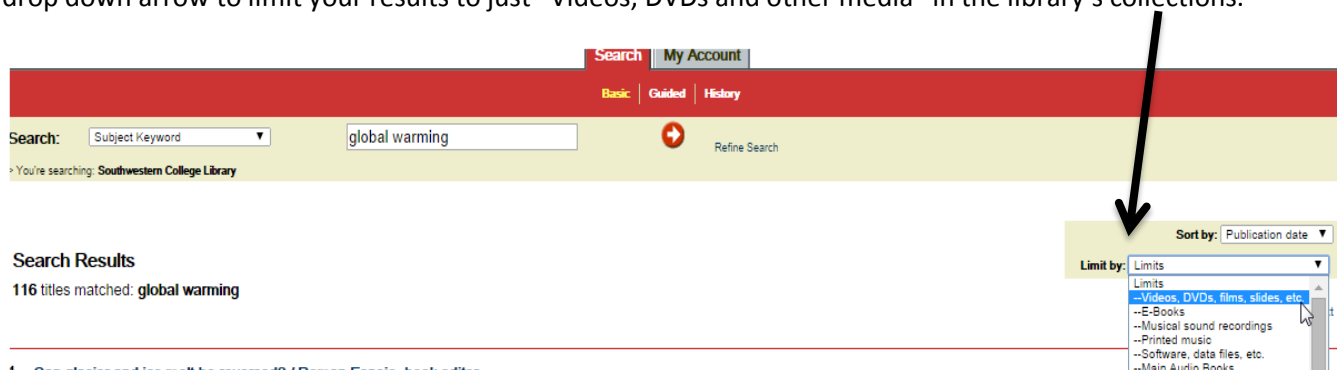 drop down arrow to limit your results to just "Videos, DVDs and other media" in the library's collections.
Search My Account
Basic Guided History
Search: Subject Keyword global warming Refine Search
> You're searching: Southwestern College Library
Sort by: Publication date
Search Results
Limit by: Limits
116 titles matched: global warming
Limits
--Videos, DVDs, films, slides, etc.
--E-Books
--Musical sound recordings
--Printed music
--Software, data files, etc.
--Main Audio Books